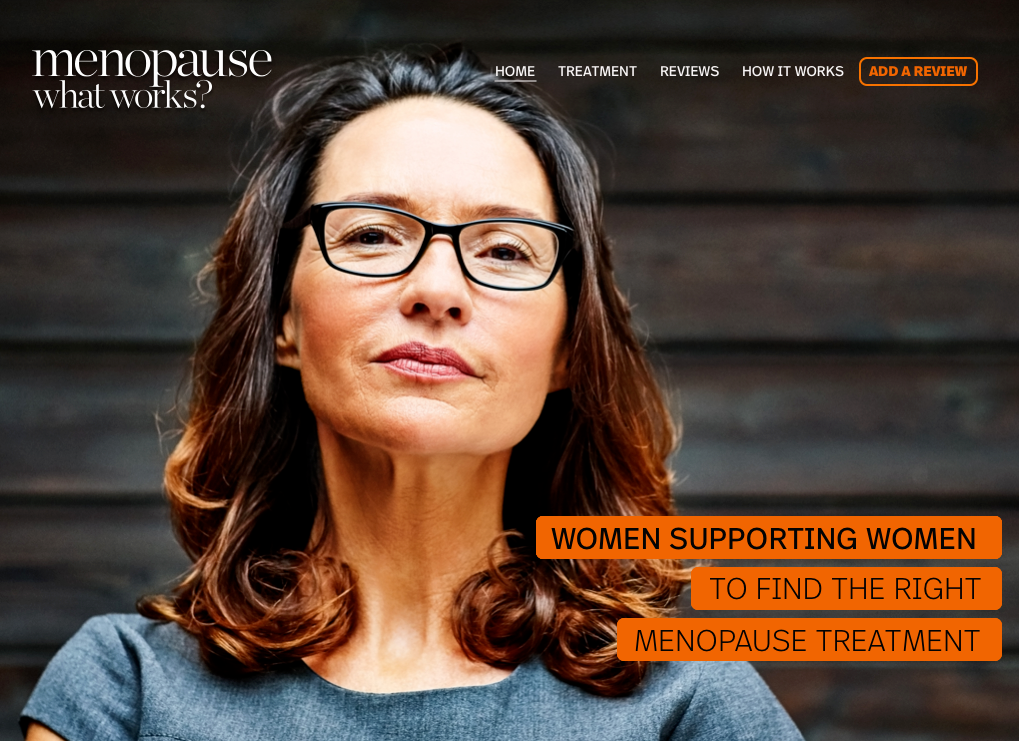 menopause
what works?
HOME TREATMENT REVIEWS HOW IT WORKS ADD A REVIEW
WOMEN SUPPORTING WOMEN
TO FIND THE RIGHT
MENOPAUSE TREATMENT